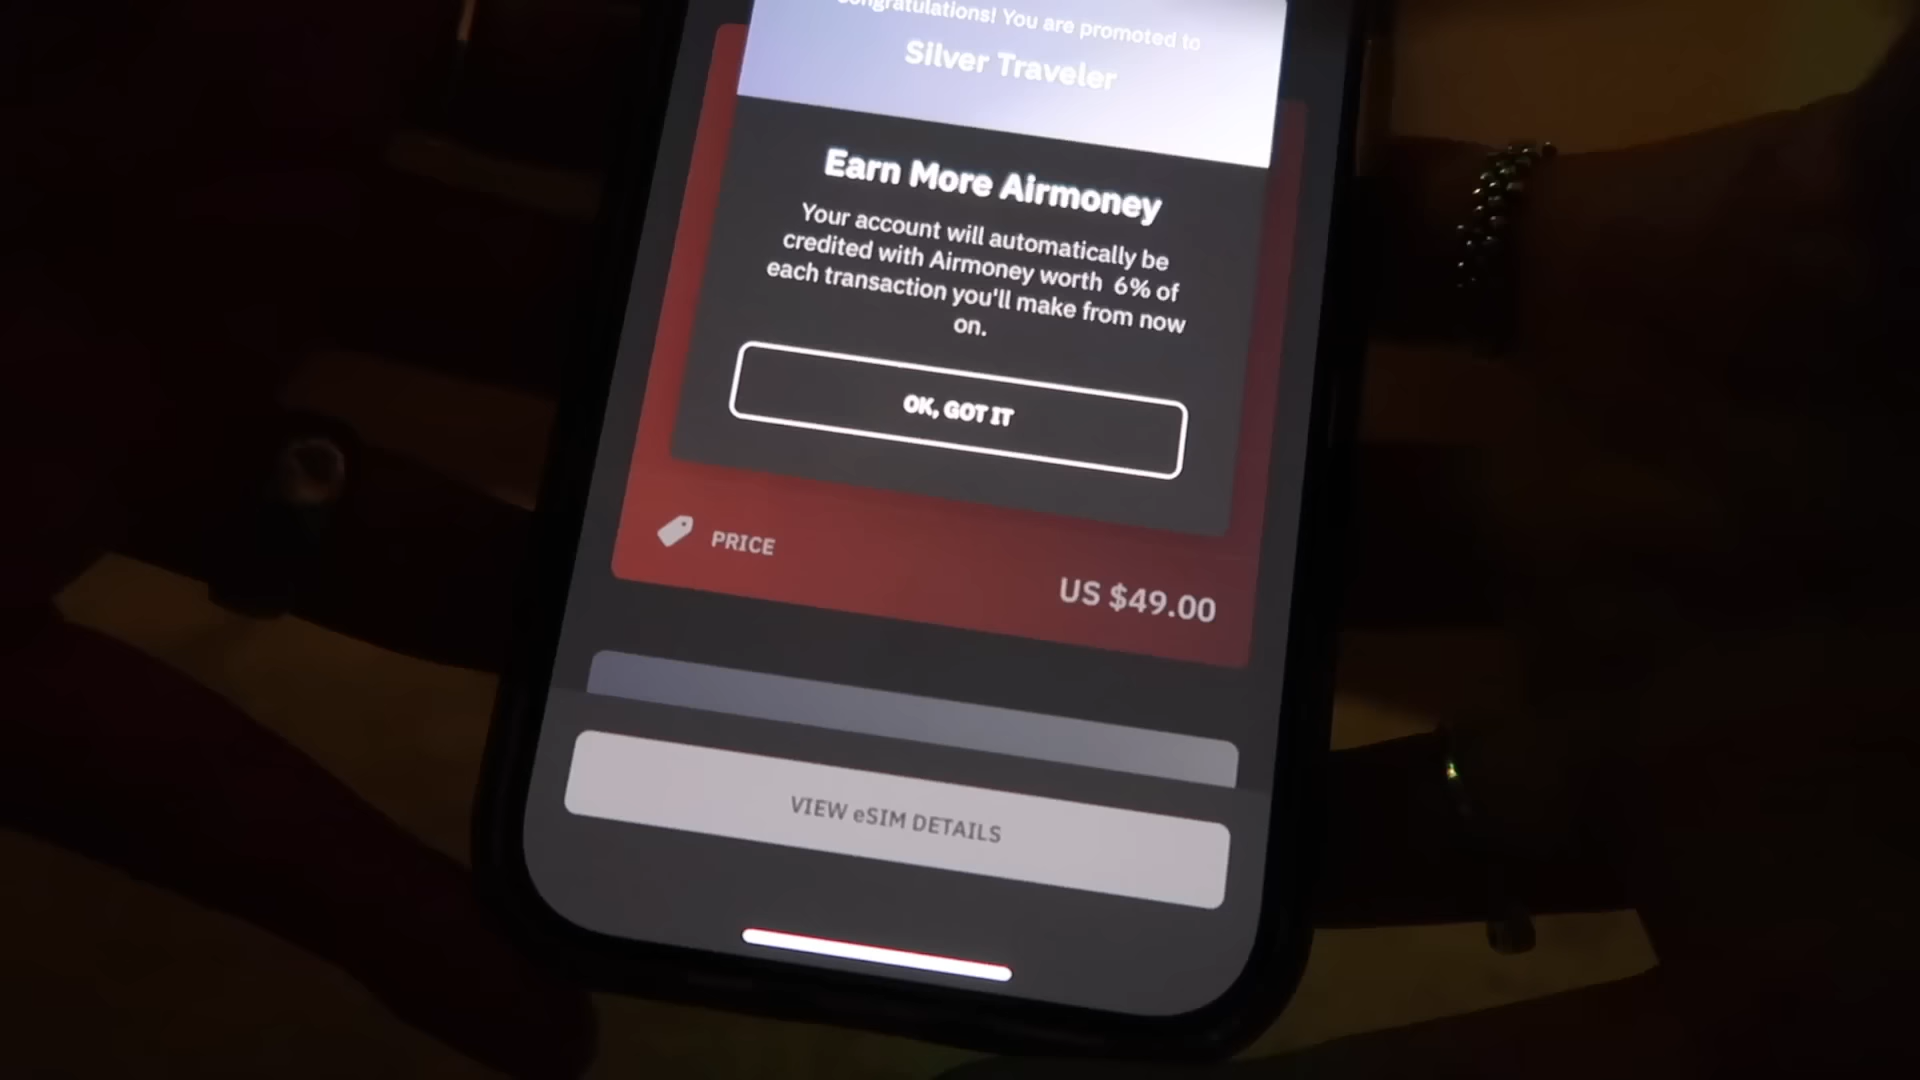 Congratulations! You are promoted to
Silver Traveler
Earn More Airmoney
Your account will automatically be
credited with Airmoney worth 6% of
each transaction you'll make from now
on.
OK, GOT IT
PRICE
US $49.00
VIEW eSIM DETAILS